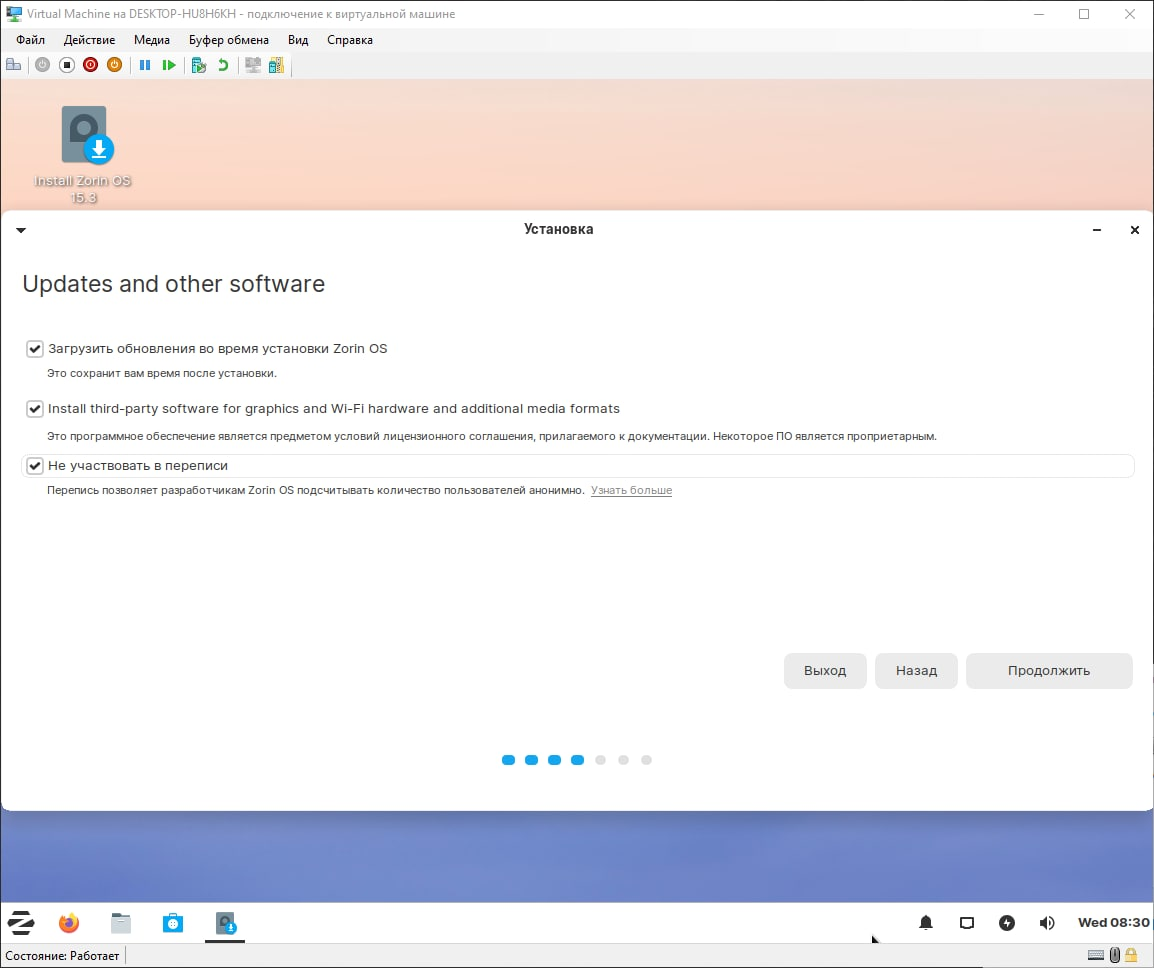 Virtual Machine на DESKTOP-HU8H6KH - подключение к виртуальной машине
Файл Действие Медиа Буфер обмена Вид Справка
Install Zorin OS
15.3
Установка
Updates and other software
Загрузить обновления во время установки Zorin OS
Это сохранит вам время после установки.
Install third-party software for graphics and Wi-Fi hardware and additional media formats
Это программное обеспечение является предметом условий лицензионного соглашения, прилагаемого к документации. Некоторое ПО является проприетарным.
Не участвовать в переписи
Перепись позволяет разработчикам Zorin OS подсчитывать количество пользователей анонимно. Узнать больше
Выход Назад Продолжить
Wed 08:30
Состояние: Работает